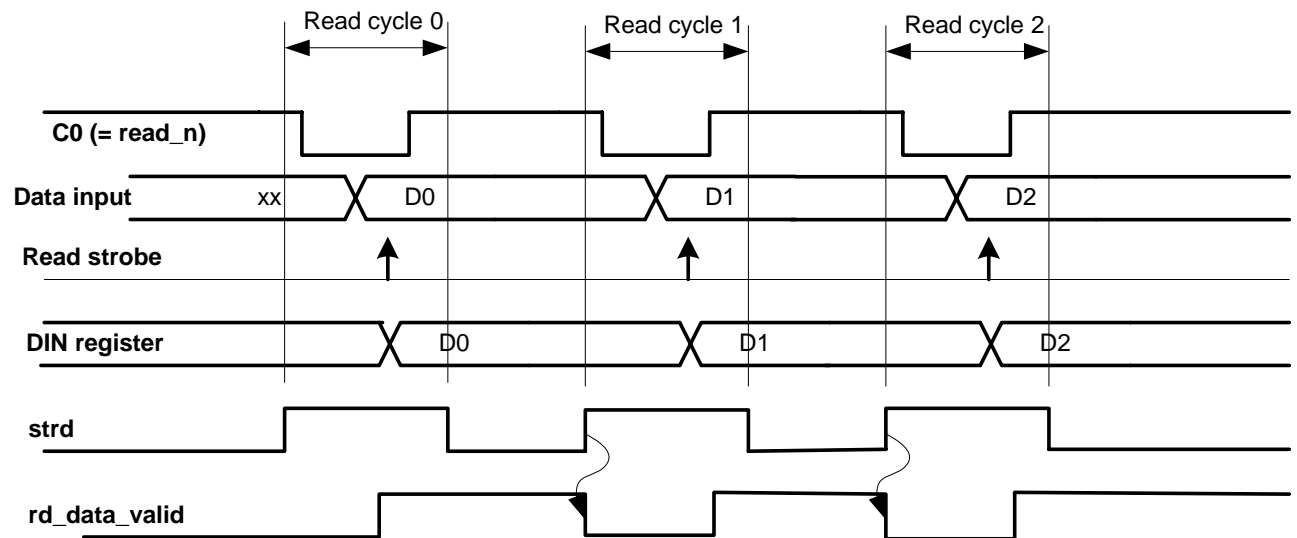 Read cycle 0 Read cycle 1 Read cycle 2
C0 (= read_n)
Data input xx D0 D1 D2
Read strobe
DIN register D0 D1 D2
strd
rd_data_valid